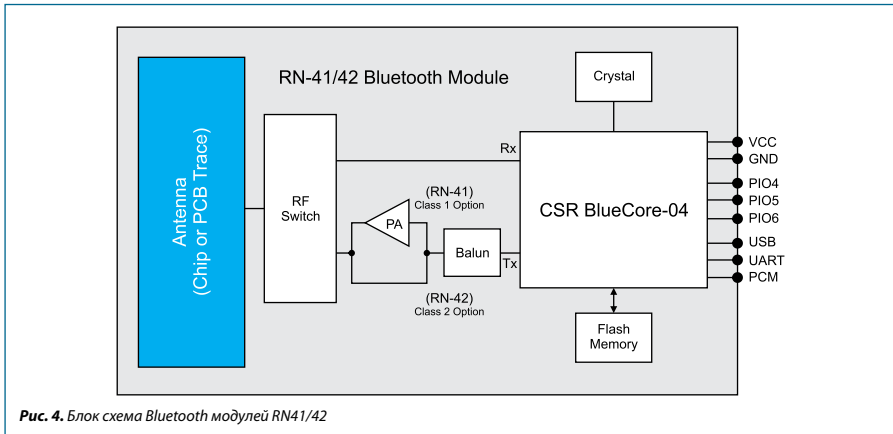 RN-41/42 Bluetooth Module
Antenna
(Chip or PCB Trace)
RF
Switch
(RN-41)
Class 1 Option
PA
Balun
(RN-42)
Class 2 Option
Rx
Tx
Crystal
CSR BlueCore-04
Flash
Memory
VCC
GND
PIO4
PIO5
PIO6
USB
UART
PCM
Рис. 4. Блок схема Bluetooth модулей RN41/42